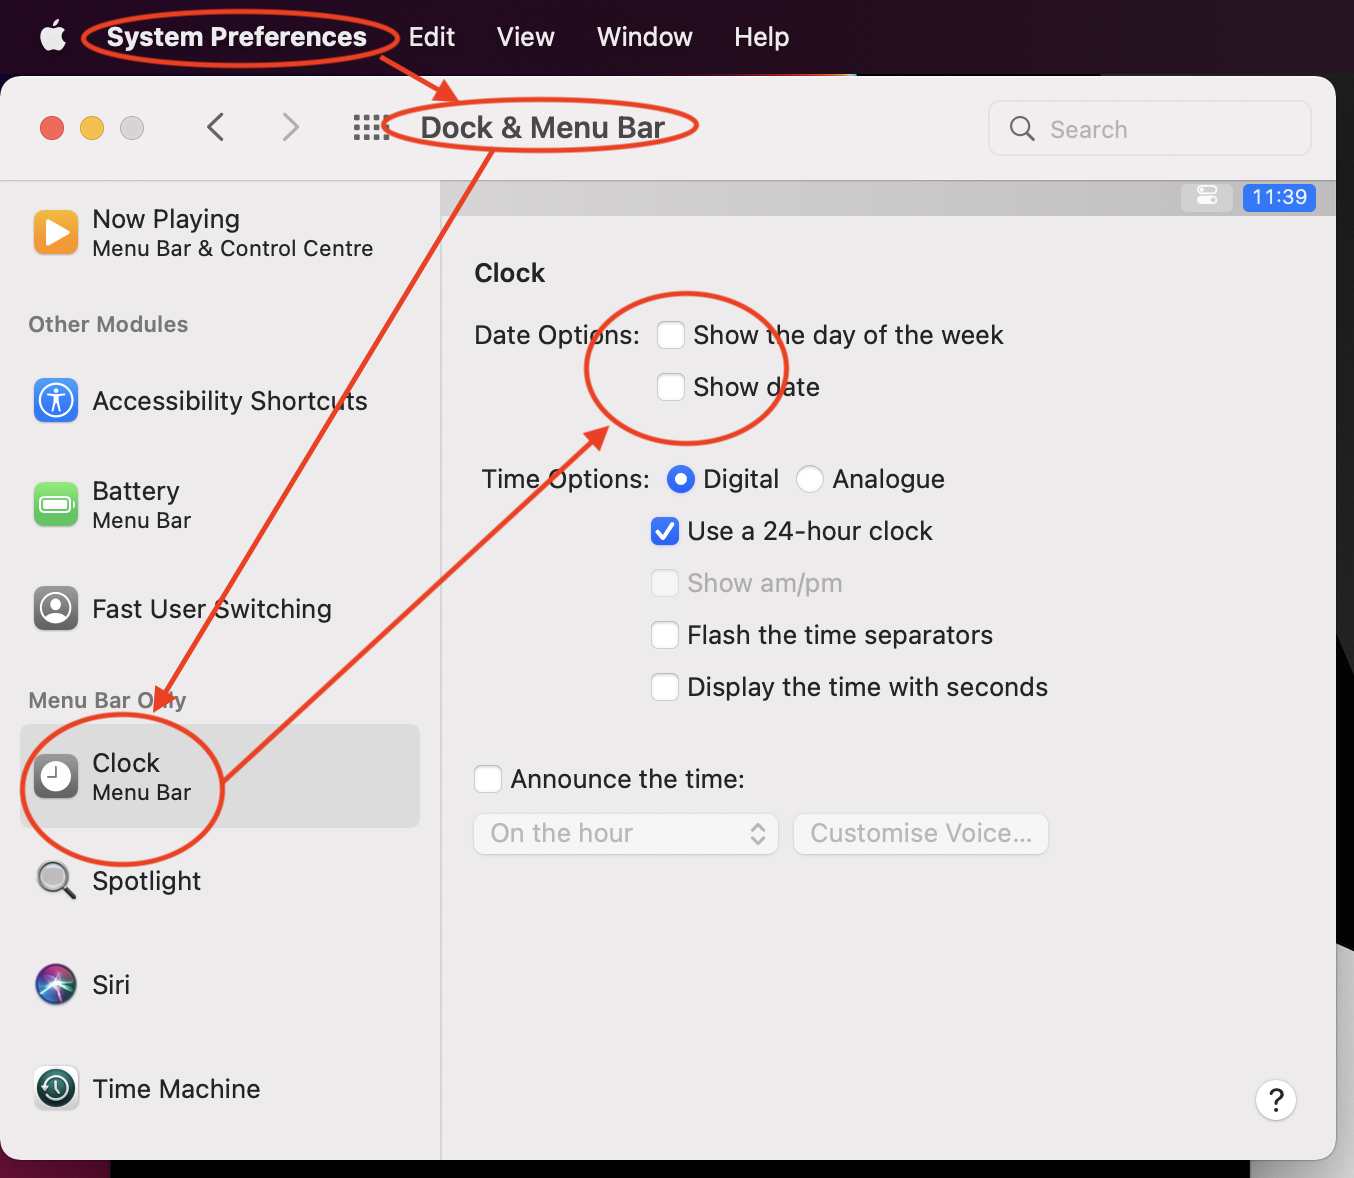 System Preferences Edit View Window Help
Dock & Menu Bar
Search
11:39
Now Playing
Menu Bar & Control Centre
Other Modules
Accessibility Shortcuts
Battery
Menu Bar
Fast User Switching
Menu Bar Only
Clock
Menu Bar
Spotlight
Siri
Time Machine
Clock
Date Options: Show the day of the week
Show date
Time Options: Digital Analogue
Use a 24-hour clock
Show am/pm
Flash the time separators
Display the time with seconds
Announce the time:
On the hour Customise Voice...
?